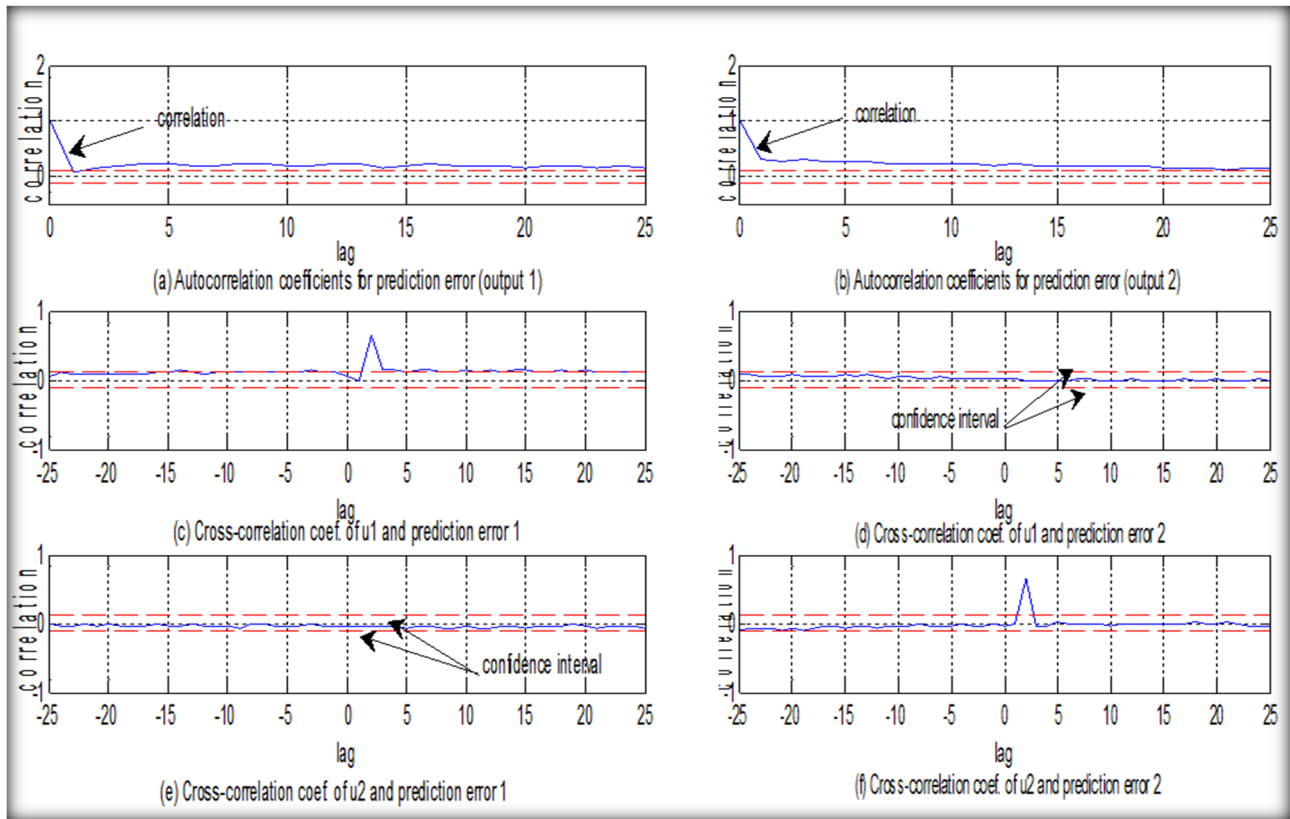 2
1
0
correlation
correlation
0 5 10 15 20 25
lag
(a) Autocorrelation coefficients for prediction error (output 1)
2
1
0
correlation
correlation
0 5 10 15 20 25
lag
(b) Autocorrelation coefficients for prediction error (output 2)
1
0
-1
correlation
-25 -20 -15 -10 -5 0 5 10 15 20 25
lag
(c) Cross-correlation coef. of u1 and prediction error 1
1
0
-1
confidence interval
-25 -20 -15 -10 -5 0 5 10 15 20 25
lag
(d) Cross-correlation coef. of u1 and prediction error 2
1
0
-1
correlation
confidence interval
-25 -20 -15 -10 -5 0 5 10 15 20 25
lag
(e) Cross-correlation coef. of u2 and prediction error 1
1
0
-1
-25 -20 -15 -10 -5 0 5 10 15 20 25
lag
(f) Cross-correlation coef. of u2 and prediction error 2